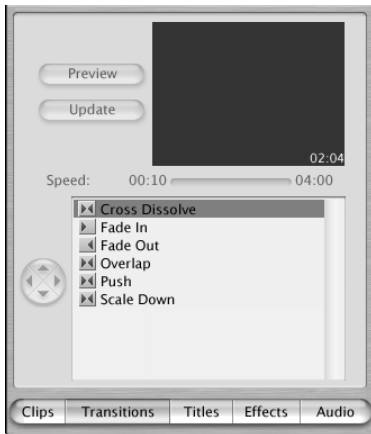 Preview
Update
02:04
Speed: 00:10 04:00
Cross Dissolve
Fade In
Fade Out
Overlap
Push
Scale Down
Clips Transitions Titles Effects Audio